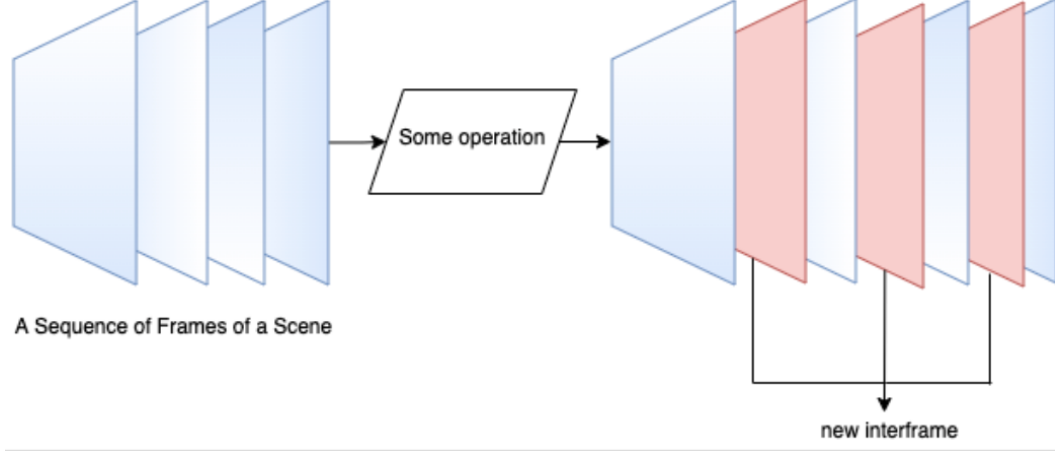 Some operation
A Sequence of Frames of a Scene
new interframe